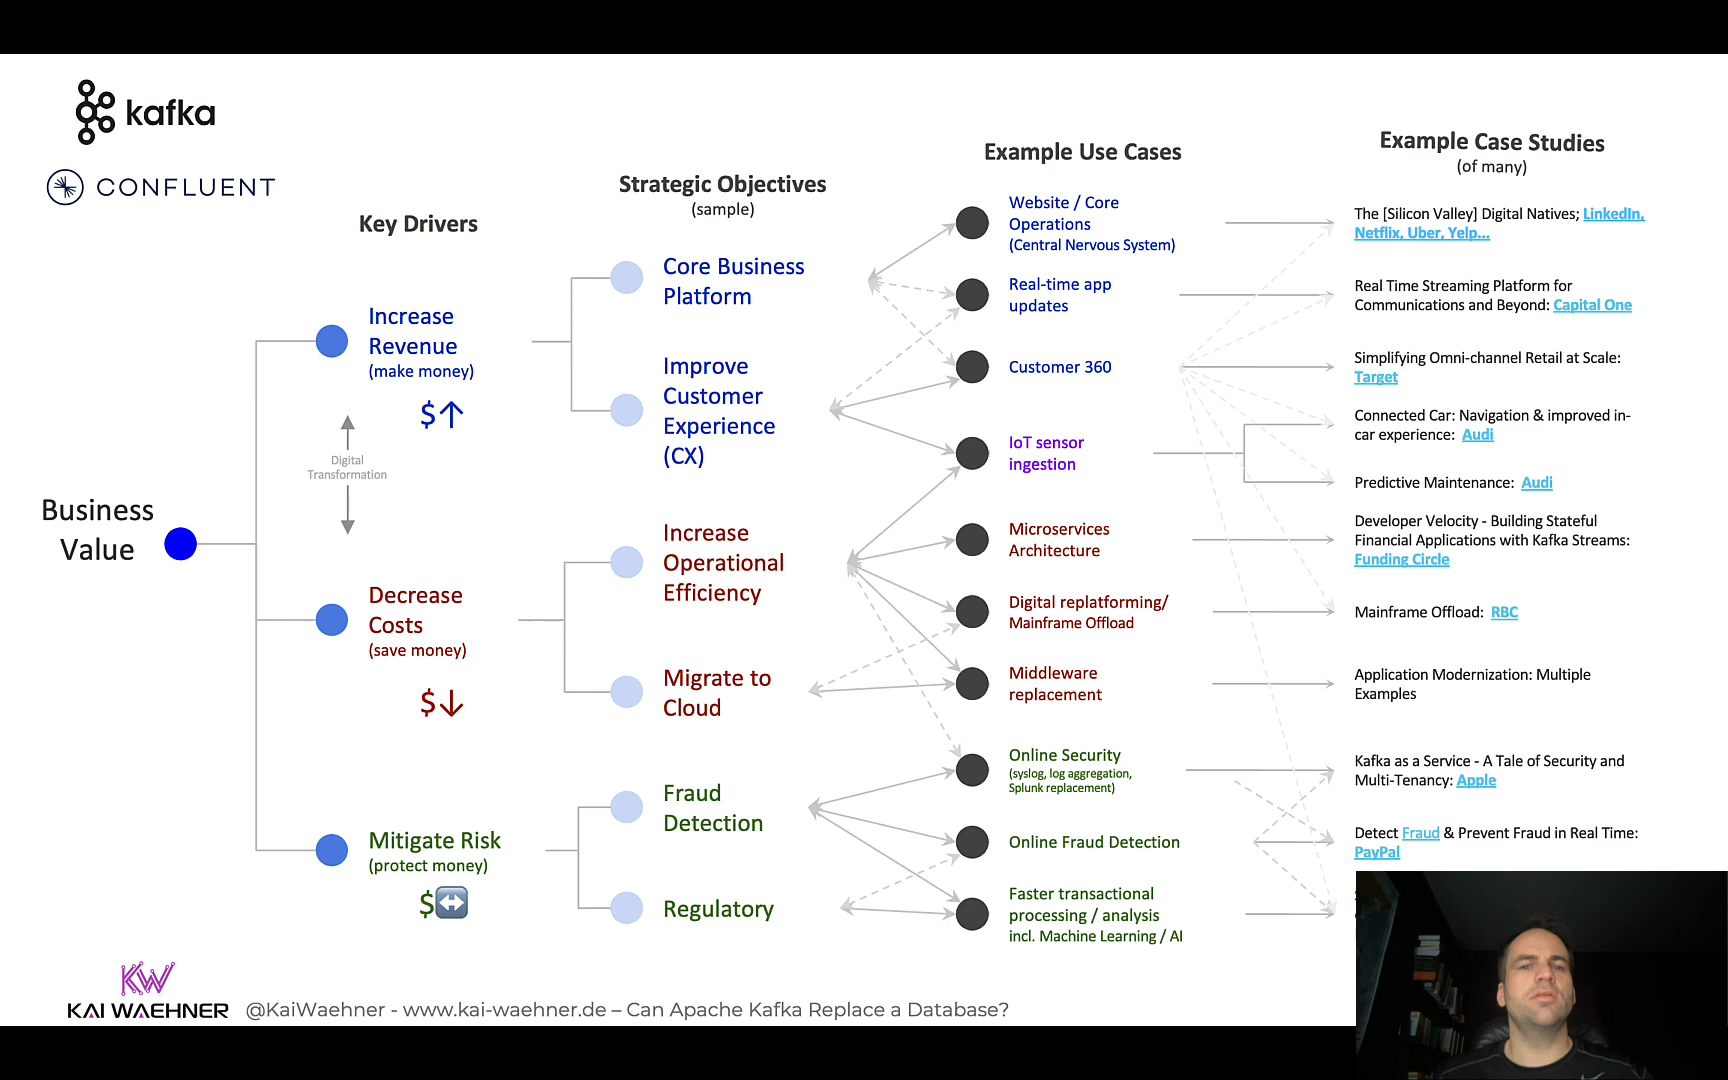 kafka
CONFLUENT
Key Drivers
Strategic Objectives
(sample)
Example Use Cases
Example Case Studies
(of many)
Business
Value
Increase
Revenue
(make money)
$↑
Digital
Transformation
Decrease
Costs
(save money)
$↓
Mitigate Risk
(protect money)
$↔
Core Business
Platform
Improve
Customer
Experience
(CX)
Increase
Operational
Efficiency
Migrate to
Cloud
Fraud
Detection
Regulatory
Website / Core
Operations
(Central Nervous System)
Real-time app
updates
Customer 360
IoT sensor
ingestion
Microservices
Architecture
Digital replatforming/
Mainframe Offload
Middleware
replacement
Online Security
(syslog, log aggregation,
Splunk replacement)
Online Fraud Detection
Faster transactional
processing / analysis
incl. Machine Learning / AI
The [Silicon Valley] Digital Natives; LinkedIn,
Netflix, Uber, Yelp...
Real Time Streaming Platform for
Communications and Beyond: Capital One
Simplifying Omni-channel Retail at Scale:
Target
Connected Car: Navigation & improved in-
car experience: Audi
Predictive Maintenance: Audi
Developer Velocity - Building Stateful
Financial Applications with Kafka Streams:
Funding Circle
Mainframe Offload: RBC
Application Modernization: Multiple
Examples
Kafka as a Service - A Tale of Security and
Multi-Tenancy: Apple
Detect Fraud & Prevent Fraud in Real Time:
PayPal
KW
KAI WAEHNER
@KaiWaehner - www.kai-waehner.de – Can Apache Kafka Replace a Database?